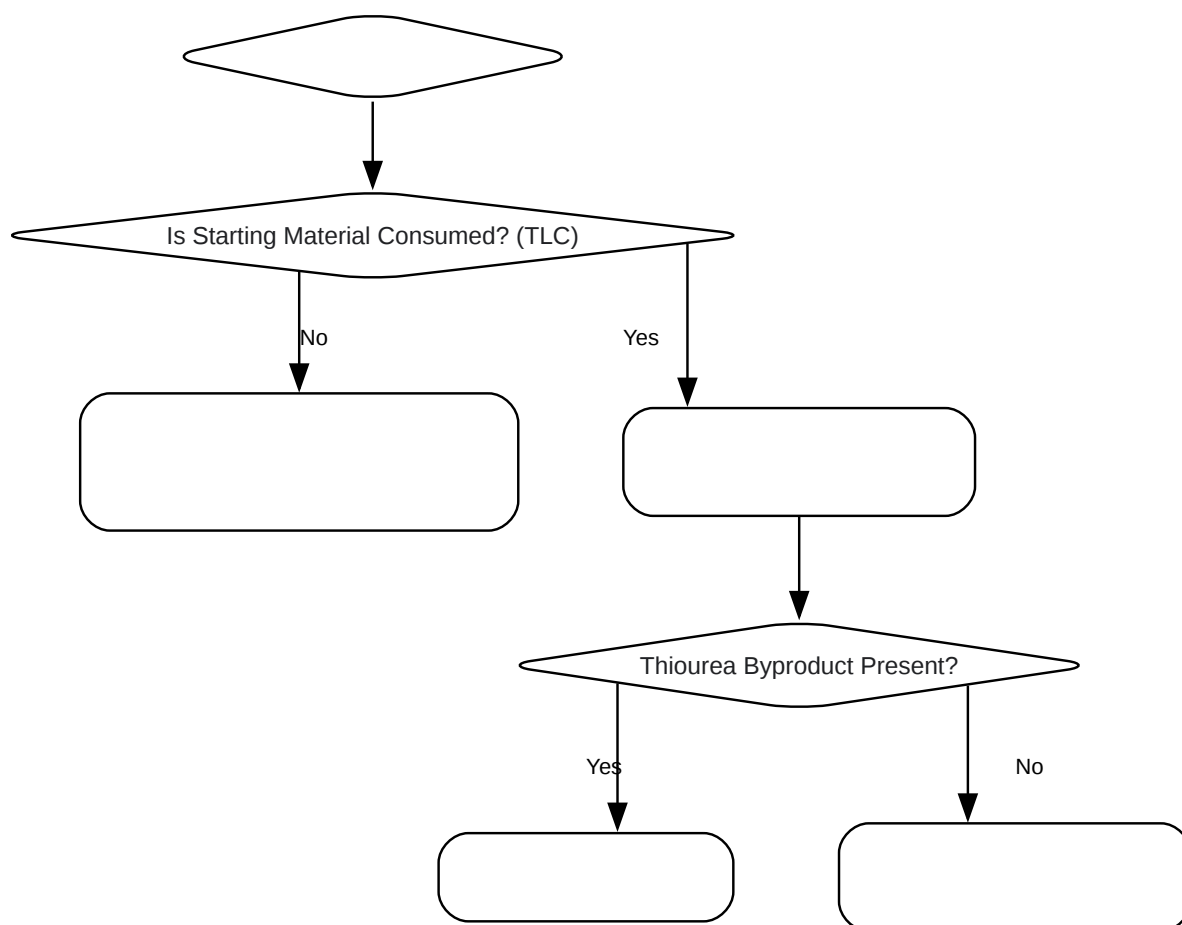 Is Starting Material Consumed? (TLC)
No
Yes
Thiourea Byproduct Present?
Yes
No